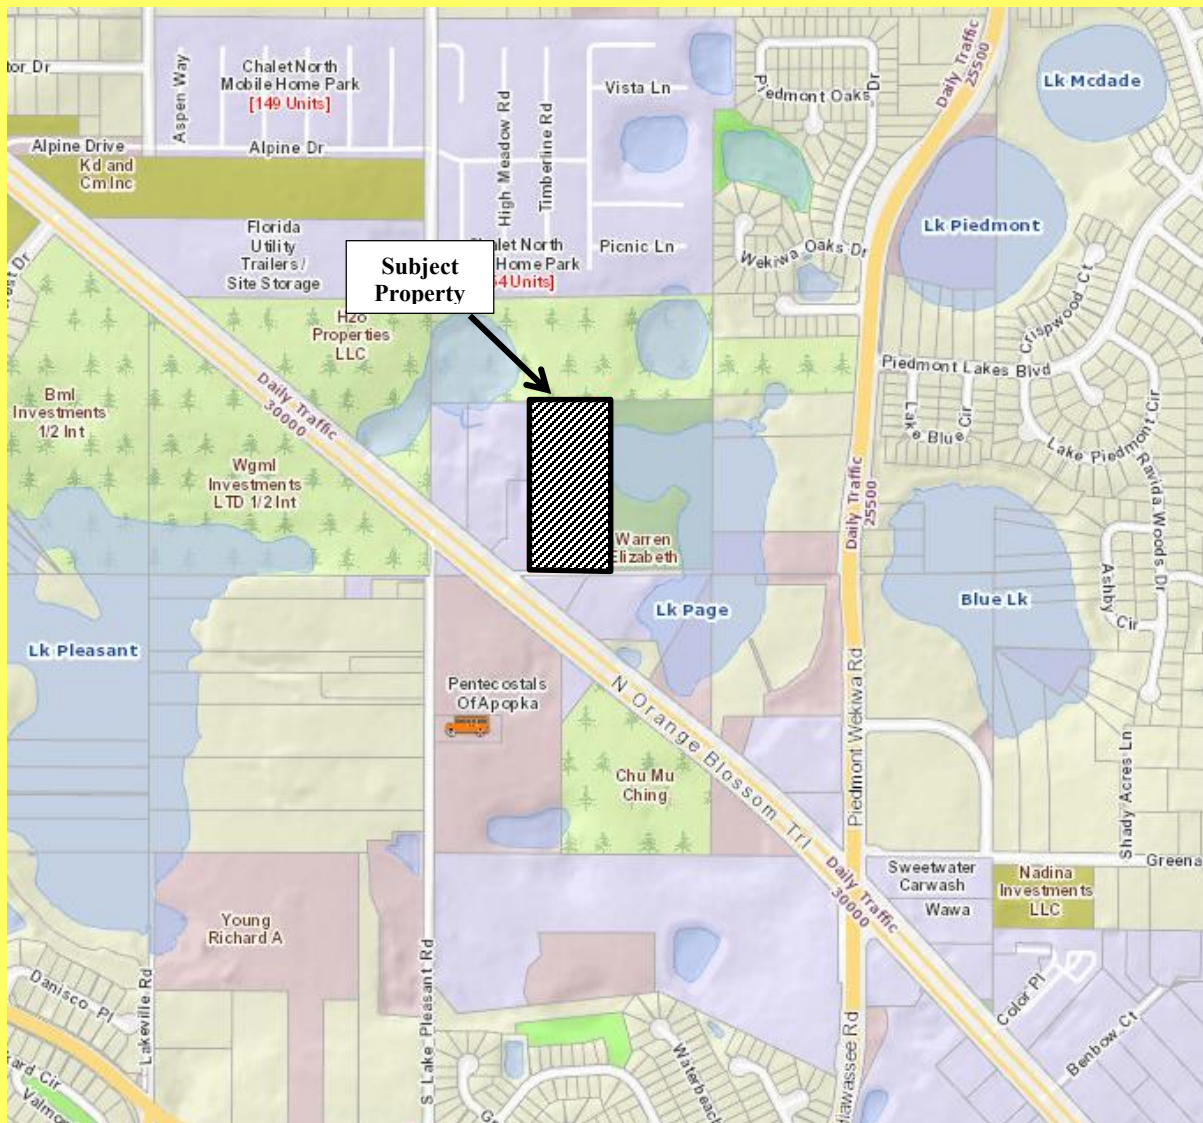 Chalet North
Mobile Home Park
[149 Units]
Aspen Way
Alpine Drive
Alpine Dr
Kd and
Cm Inc
High Meadow Rd
Timberline Rd
Vista Ln
Picnic Ln
Piedmont Oaks Dr
Wekiwa Oaks Dr
Daily Traffic
25500
Lk Mcdade
Lk Piedmont
Florida
Utility
Trailers /
Site Storage
North
Home Park
Units]
Subject
Property
H2o
Properties
LLC
Crispwood Ct
Piedmont Lakes Blvd
Lake Blue Cir
Lake Piedmont Cir
Ravida Woods Dr
Bml
Investments
1/2 Int
Daily Traffic
30000
Wgml
Investments
LTD 1/2 Int
Daily Traffic
25500
Warren
Elizabeth
Lk Page
Blue Lk
Ashby Cir
Lk Pleasant
Pentecostals
Of Apopka
N Orange Blossom Trl
Piedmont Wekiwa Rd
Shady Acres Ln
Chu Mu
Ching
Greena
Daily Traffic
30000
Sweetwater
Carwash
Wawa
Nadina
Investments
LLC
Young
Richard A
Danisco Pl
Lakeville Rd
S Lake Pleasant Rd
Waterbeach
Hiawassee Rd
Color Pl
Benbow Ct